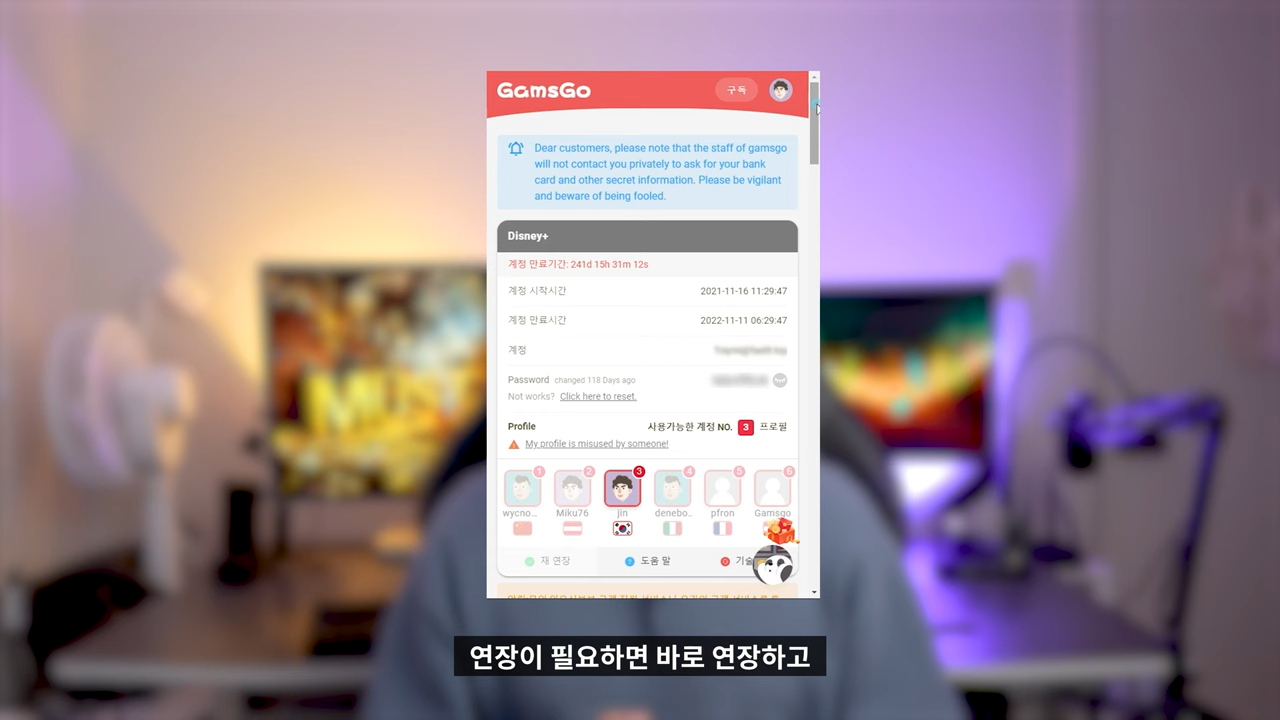 GamsGo
구독
Dear customers, please note that the staff of gamsgo
will not contact you privately to ask for your bank
card and other secret information. Please be vigilant
and beware of being fooled.
Disney+
계정 만료기간: 241d 15h 31m 12s
계정 시작시간 2021-11-16 11:29:47
계정 만료시간 2022-11-11 06:29:47
계정
Password changed 118 Days ago
Not works? Click here to reset.
Profile 사용가능한 계정 NO. 3 프로필
My profile is misused by someone!
1 2 3 4 5 6
wycno... Miku76 jin denebo.. pfron Gamsgo
재 연장 도움 말 기술
연장이 필요하면 바로 연장하고